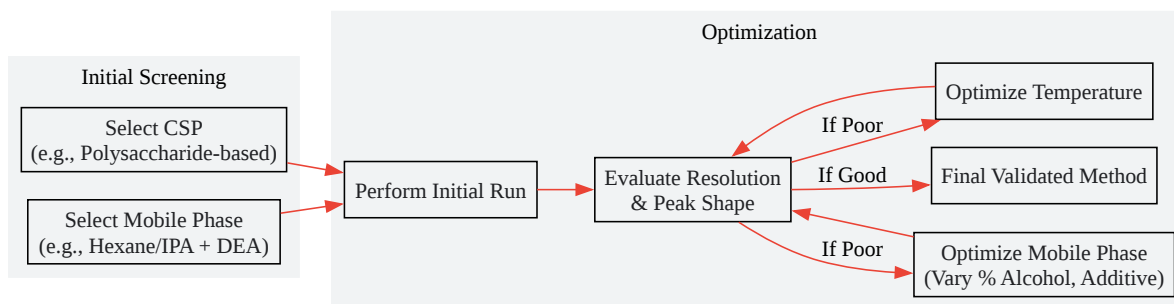 Initial Screening
Select CSP
(e.g., Polysaccharide-based)
Select Mobile Phase
(e.g., Hexane/IPA + DEA)
Optimization
Perform Initial Run
Evaluate Resolution
& Peak Shape
If Poor
If Good
If Poor
Optimize Temperature
Final Validated Method
Optimize Mobile Phase
(Vary % Alcohol, Additive)